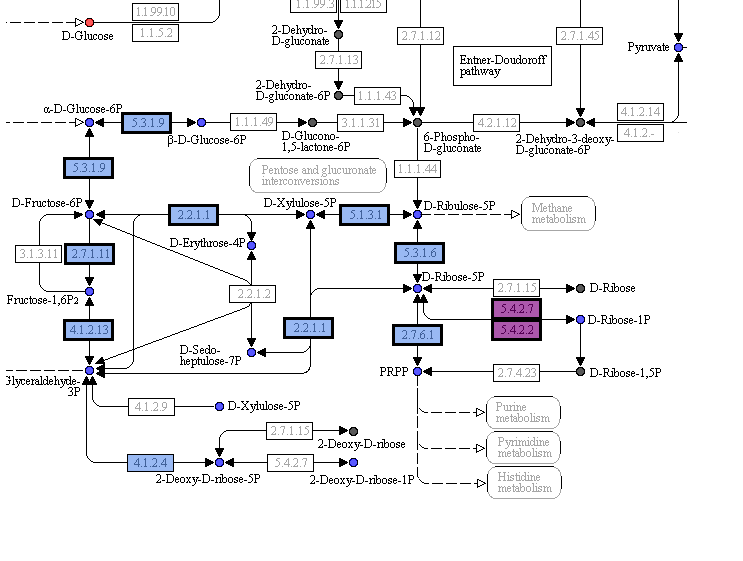 1.1.99.10
D-Glucose
1.1.5.2
2-Dehydro-
D-gluconate
2.7.1.12
2.7.1.45
Pyruvate
2.7.1.13
Entner-Doudoroff
pathway
2-Dehydro-
D-gluconate-6P
1.1.1.43
α-D-Glucose-6P
5.3.1.9
β-D-Glucose-6P
1.1.1.49
D-Glucono-
1,5-lactone-6P
3.1.1.31
6-Phospho-
D-gluconate
4.2.1.12
2-Dehydro-3-deoxy-
D-gluconate-6P
4.1.2.14
4.1.2.-
5.3.1.9
Pentose and glucuronate
interconversions
1.1.1.44
D-Fructose-6P
2.2.1.1
D-Xylulose-5P
5.1.3.1
D-Ribulose-5P
Methane
metabolism
D-Erythrose-4P
3.1.3.11
2.7.1.11
5.3.1.6
D-Ribose-5P
Fructose-1,6P2
2.2.1.2
2.7.1.15
D-Ribose
5.4.2.7
D-Ribose-1P
5.4.2.2
4.1.2.13
2.2.1.1
2.7.6.1
D-Sedo-
heptulose-7P
Glyceraldehyde-
3P
PRPP
2.7.4.23
D-Ribose-1,5P
4.1.2.9
D-Xylulose-5P
Purine
metabolism
2.7.1.15
2-Deoxy-D-ribose
Pyrimidine
metabolism
4.1.2.4
2-Deoxy-D-ribose-5P
5.4.2.7
2-Deoxy-D-ribose-1P
Histidine
metabolism